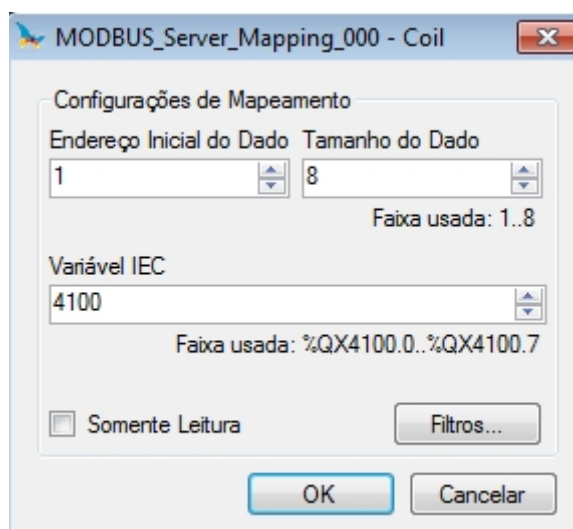 MODBUS_Server_Mapping_000 - Coil
Configurações de Mapeamento
Endereço Inicial do Dado Tamanho do Dado
1 8
Faixa usada: 1..8
Variável IEC
4100
Faixa usada: %QX4100.0..%QX4100.7
Somente Leitura Filtros...
OK Cancelar